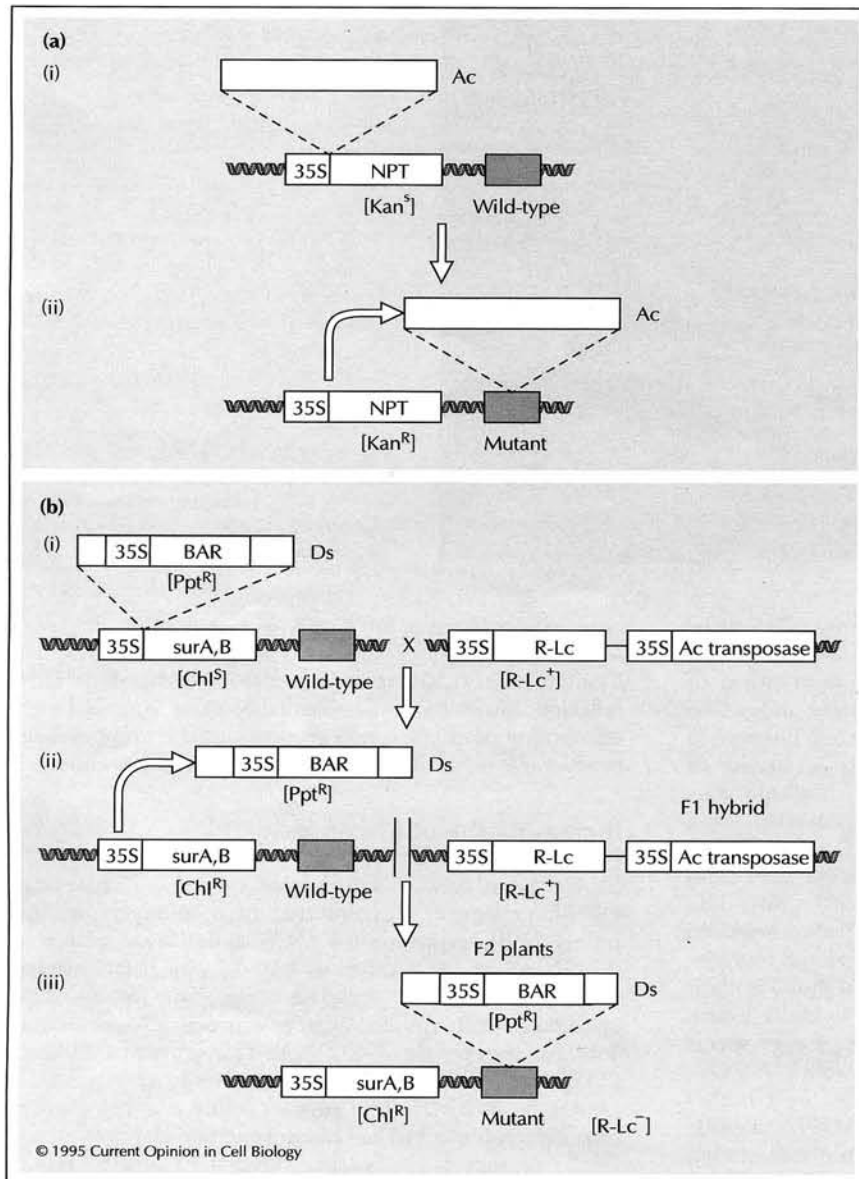 (a)
(i)
Ac
35S NPT
[Kan^S] Wild-type
(ii)
Ac
35S NPT
[Kan^R] Mutant
(b)
(i)
35S BAR Ds
[Ppt^R]
35S surA,B X 35S R-Lc 35S Ac transposase
[Chl^S] Wild-type [R-Lc^+]
(ii)
35S BAR Ds
[Ppt^R]
F1 hybrid
35S surA,B 35S R-Lc 35S Ac transposase
[Chl^R] Wild-type [R-Lc^+]
F2 plants
(iii)
35S BAR Ds
[Ppt^R]
35S surA,B
[Chl^R] Mutant [R-Lc^-]
© 1995 Current Opinion in Cell Biology